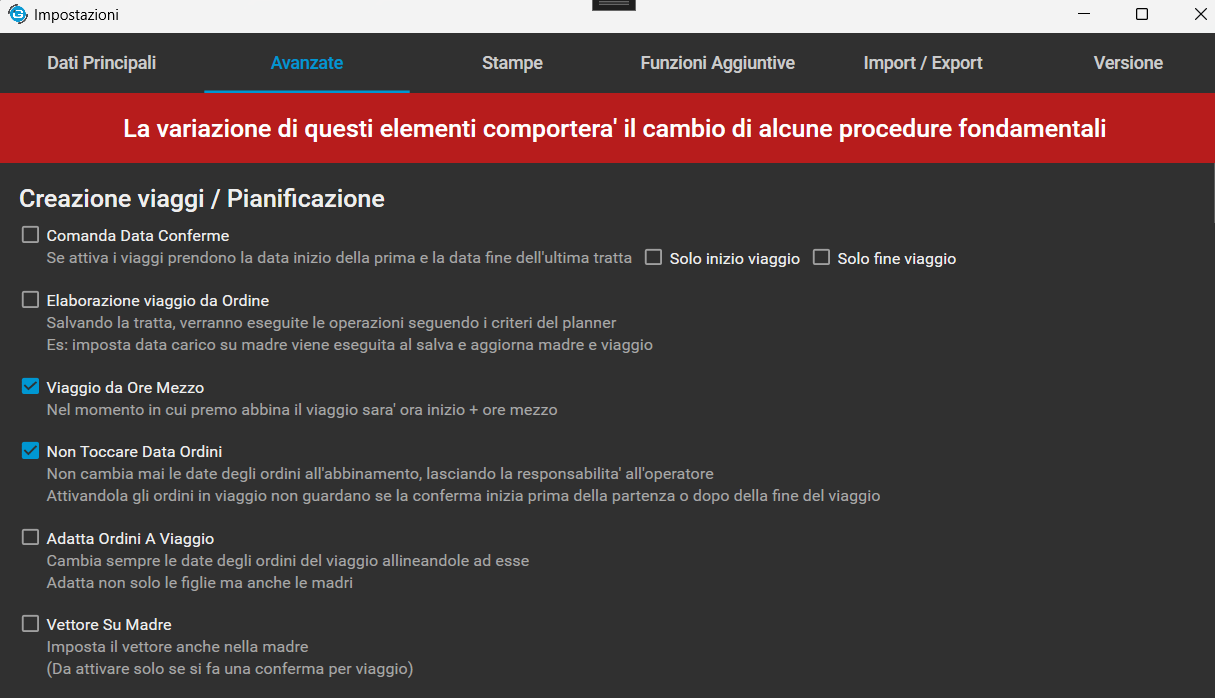 Impostazioni
Dati Principali Avanzate Stampe Funzioni Aggiuntive Import / Export Versione
La variazione di questi elementi comportera' il cambio di alcune procedure fondamentali
Creazione viaggi / Pianificazione
Comanda Data Conferme
Se attiva i viaggi prendono la data inizio della prima e la data fine dell'ultima tratta Solo inizio viaggio Solo fine viaggio
Elaborazione viaggio da Ordine
Salvando la tratta, verranno eseguite le operazioni seguendo i criteri del planner
Es: imposta data carico su madre viene eseguita al salva e aggiorna madre e viaggio
Viaggio da Ore Mezzo
Nel momento in cui premo abbina il viaggio sara' ora inizio + ore mezzo
Non Toccare Data Ordini
Non cambia mai le date degli ordini all'abbinamento, lasciando la responsabilita' all'operatore
Attivandola gli ordini in viaggio non guardano se la conferma inizia prima della partenza o dopo della fine del viaggio
Adatta Ordini A Viaggio
Cambia sempre le date degli ordini del viaggio allineandole ad esse
Adatta non solo le figlie ma anche le madri
Vettore Su Madre
Imposta il vettore anche nella madre
(Da attivare solo se si fa una conferma per viaggio)